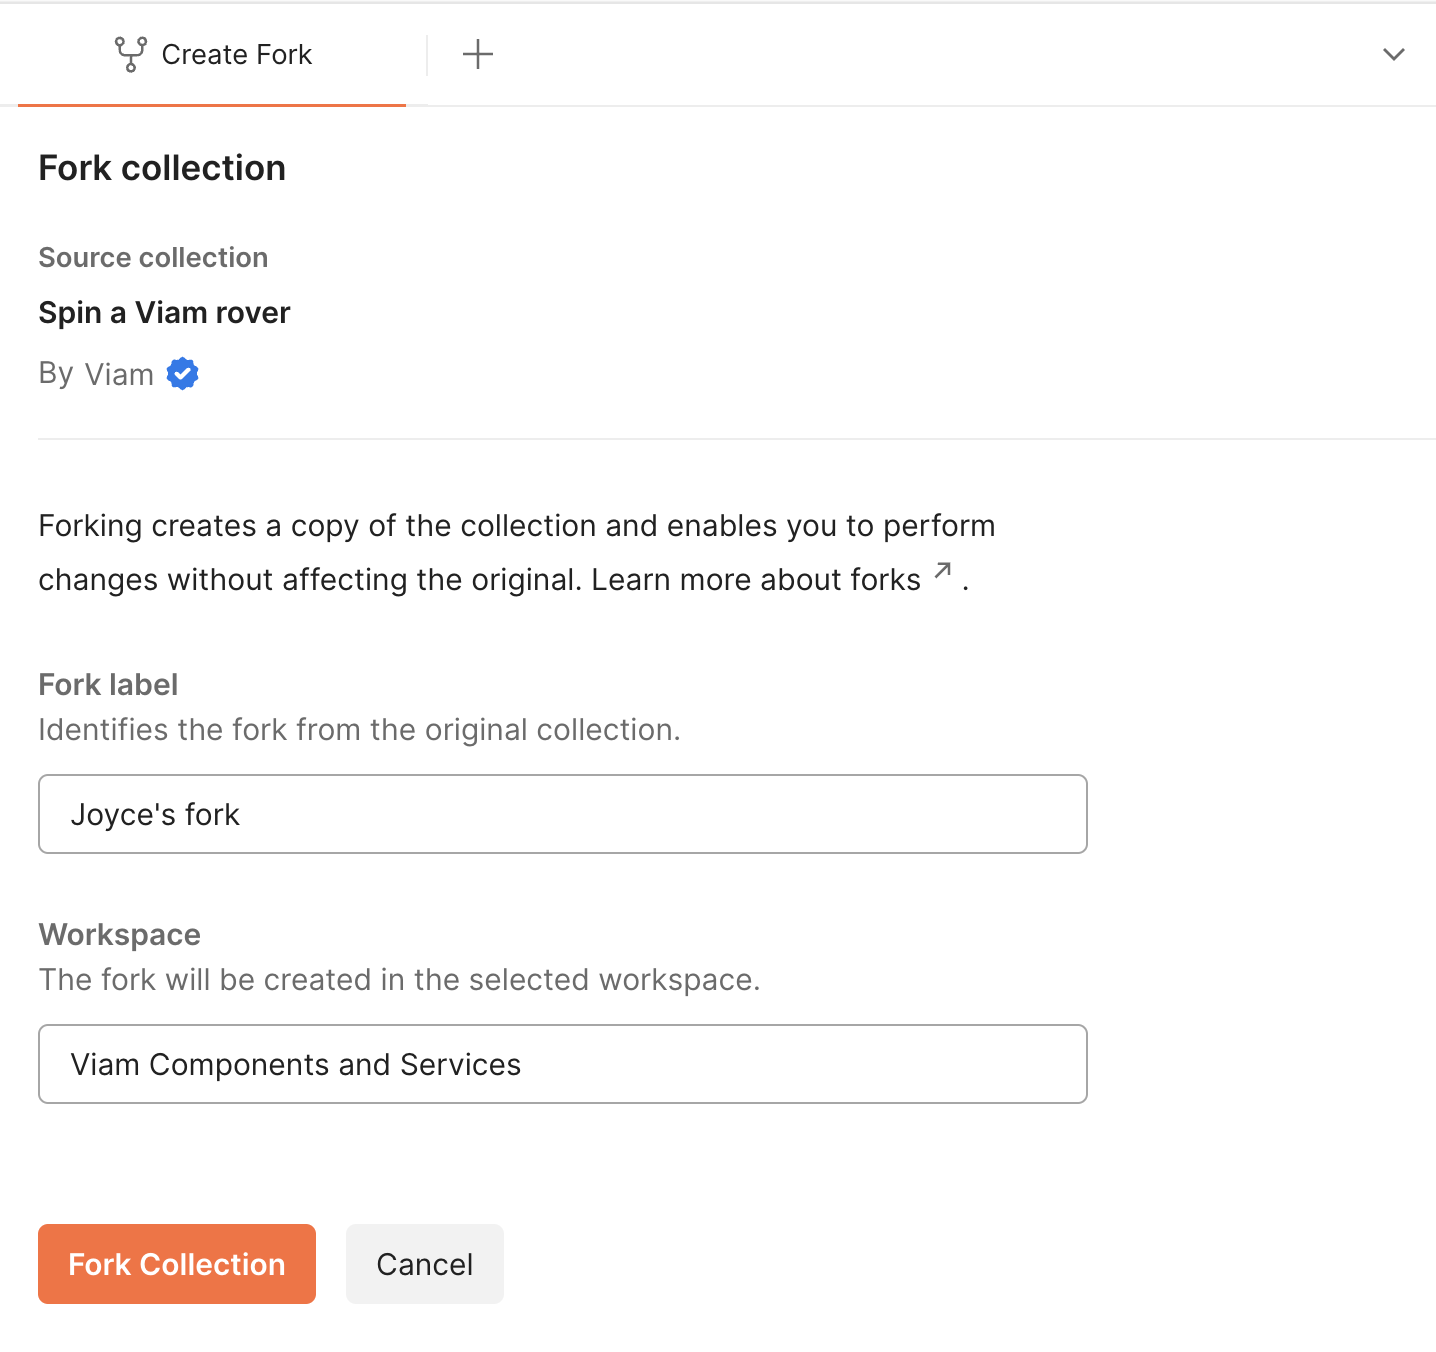 Create Fork
Fork collection
Source collection
Spin a Viam rover
By Viam
Forking creates a copy of the collection and enables you to perform
changes without affecting the original. Learn more about forks ↗ .
Fork label
Identifies the fork from the original collection.
Joyce's fork
Workspace
The fork will be created in the selected workspace.
Viam Components and Services
Fork Collection
Cancel